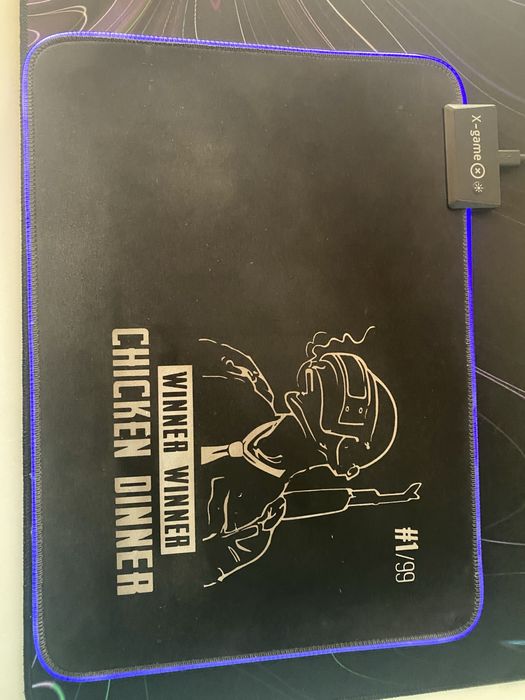 X-game
#1/99
WINNER WINNER
CHICKEN DINNER